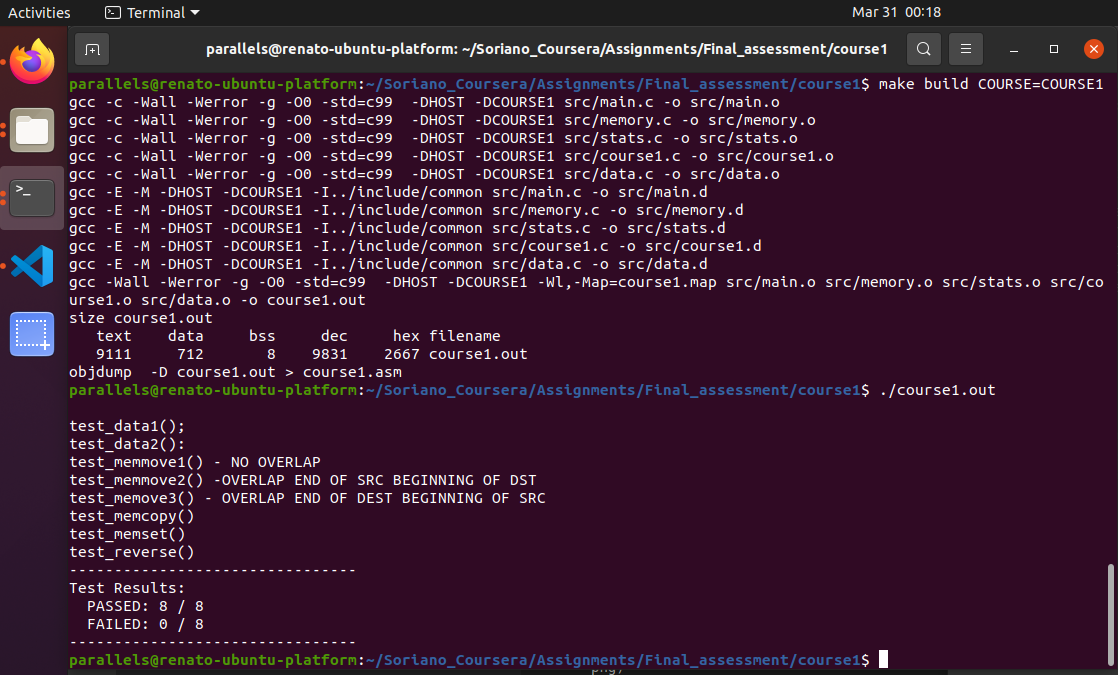 Activities
Terminal
Mar 31 00:18
parallels@renato-ubuntu-platform: ~/Soriano_Coursera/Assignments/Final_assessment/course1
parallels@renato-ubuntu-platform:~/Soriano_Coursera/Assignments/Final_assessment/course1$ make build COURSE=COURSE1
gcc -c -Wall -Werror -g -O0 -std=c99  -DHOST -DCOURSE1 src/main.c -o src/main.o
gcc -c -Wall -Werror -g -O0 -std=c99  -DHOST -DCOURSE1 src/memory.c -o src/memory.o
gcc -c -Wall -Werror -g -O0 -std=c99  -DHOST -DCOURSE1 src/stats.c -o src/stats.o
gcc -c -Wall -Werror -g -O0 -std=c99  -DHOST -DCOURSE1 src/course1.c -o src/course1.o
gcc -c -Wall -Werror -g -O0 -std=c99  -DHOST -DCOURSE1 src/data.c -o src/data.o
gcc -E -M -DHOST -DCOURSE1 -I../include/common src/main.c -o src/main.d
gcc -E -M -DHOST -DCOURSE1 -I../include/common src/memory.c -o src/memory.d
gcc -E -M -DHOST -DCOURSE1 -I../include/common src/stats.c -o src/stats.d
gcc -E -M -DHOST -DCOURSE1 -I../include/common src/course1.c -o src/course1.d
gcc -E -M -DHOST -DCOURSE1 -I../include/common src/data.c -o src/data.d
gcc -Wall -Werror -g -O0 -std=c99  -DHOST -DCOURSE1 -Wl,-Map=course1.map src/main.o src/memory.o src/stats.o src/co
urse1.o src/data.o -o course1.out
size course1.out
   text    data     bss     dec     hex filename
   9111     712       8    9831    2667 course1.out
objdump  -D course1.out > course1.asm
parallels@renato-ubuntu-platform:~/Soriano_Coursera/Assignments/Final_assessment/course1$ ./course1.out
test_data1();
test_data2():
test_memmove1() - NO OVERLAP
test_memmove2() -OVERLAP END OF SRC BEGINNING OF DST
test_memove3() - OVERLAP END OF DEST BEGINNING OF SRC
test_memcopy()
test_memset()
test_reverse()
--------------------------------
Test Results:
  PASSED: 8 / 8
  FAILED: 0 / 8
--------------------------------
parallels@renato-ubuntu-platform:~/Soriano_Coursera/Assignments/Final_assessment/course1$